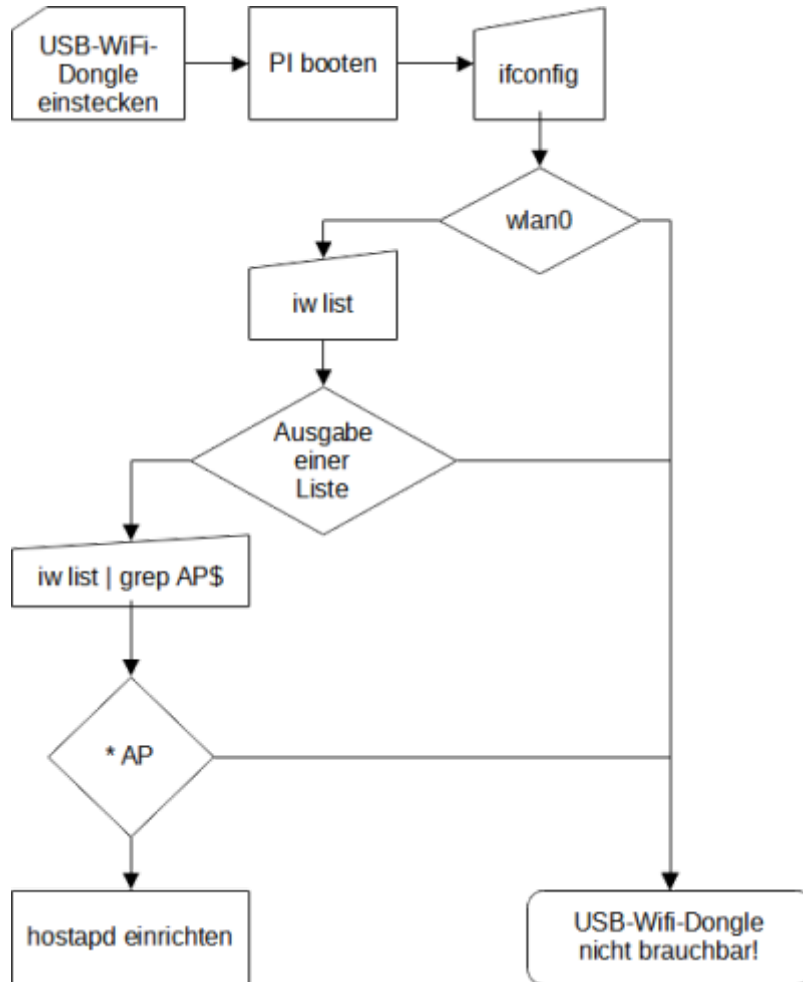 USB-WiFi-
Dongle
einstecken
PI booten
ifconfig
wlan0
iw list
Ausgabe
einer
Liste
iw list | grep AP$
* AP
hostapd einrichten
USB-Wifi-Dongle
nicht brauchbar!